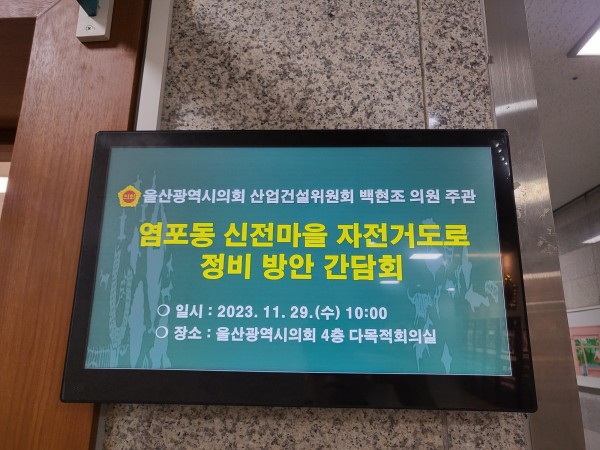 울산광역시의회 산업건설위원회 백현조 의원 주관
염포동 신전마을 자전거도로
정비 방안 간담회
○ 일시 : 2023. 11. 29.(수) 10:00
○ 장소 : 울산광역시의회 4층 다목적회의실